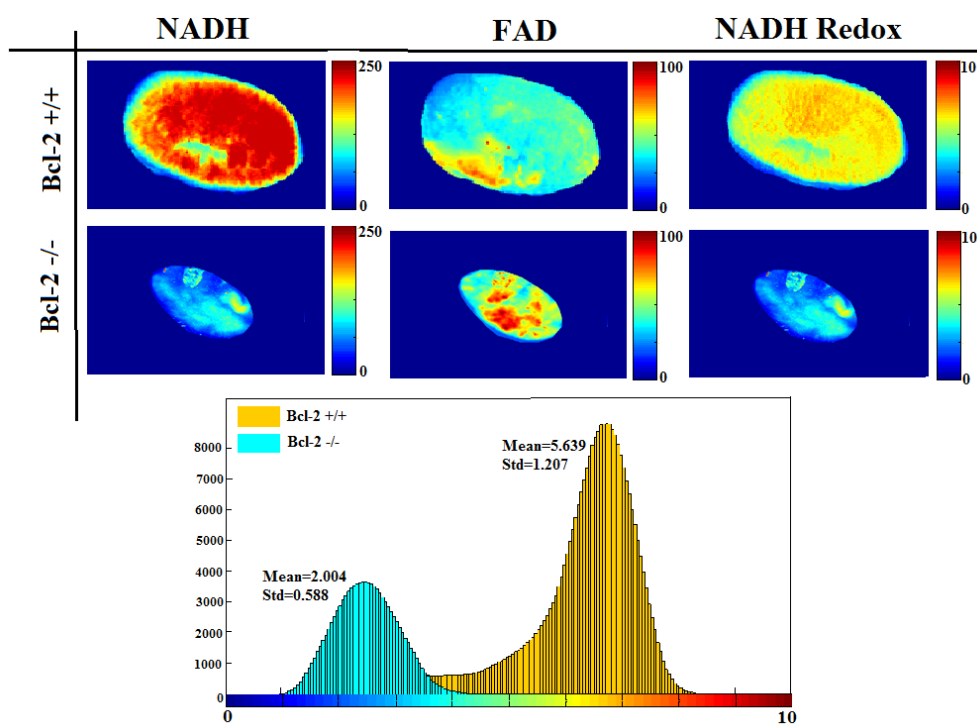 NADH FAD NADH Redox
Bcl-2 +/+
250 100 10
0 0 0
Bcl-2 -/-
250 100 10
0 0 0
Bcl-2 +/+
Bcl-2 -/-
Mean=5.639
Std=1.207
Mean=2.004
Std=0.588
8000
7000
6000
5000
4000
3000
2000
1000
0
0 10